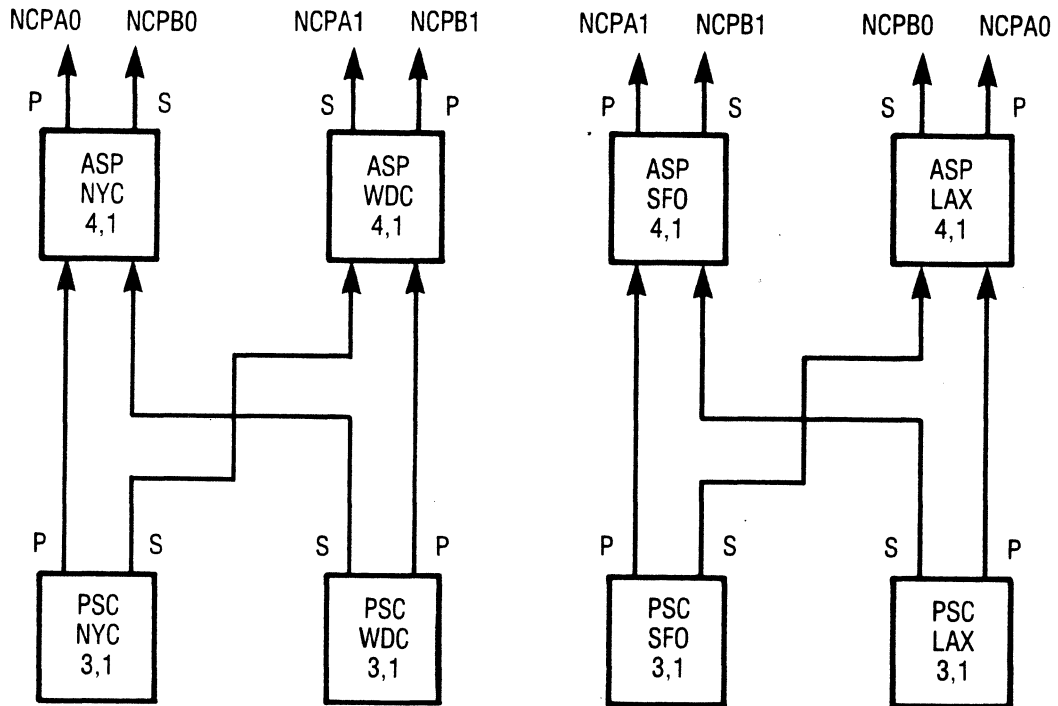 NCPA0 NCPB0 NCPA1 NCPB1 NCPA1 NCPB1 NCPB0 NCPA0
P S S P P S S P
ASP ASP ASP ASP
NYC WDC SFO LAX
4,1 4,1 4,1 4,1
P S S P P S S P
PSC PSC PSC PSC
NYC WDC SFO LAX
3,1 3,1 3,1 3,1